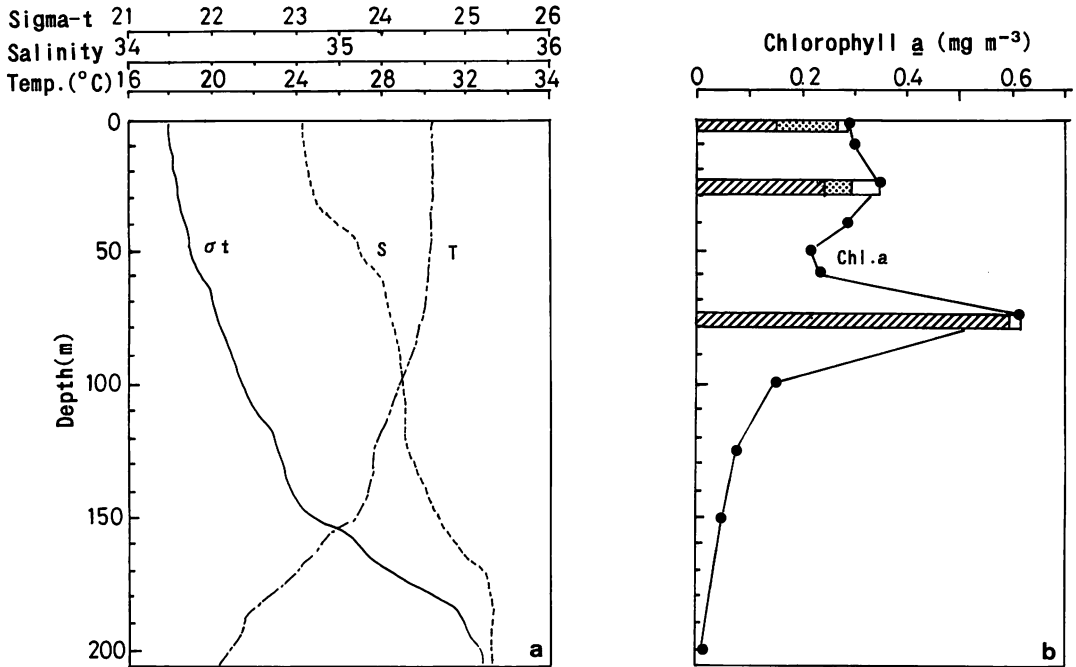 Sigma-t 21 22 23 24 25 26
Salinity 34 35 36
Temp.(°C) 16 20 24 28 32 34
Chlorophyll a (mg m⁻³)
0 0.2 0.4 0.6
0
50
100
150
200
Depth(m)
σt
S
T
a
Chl.a
b